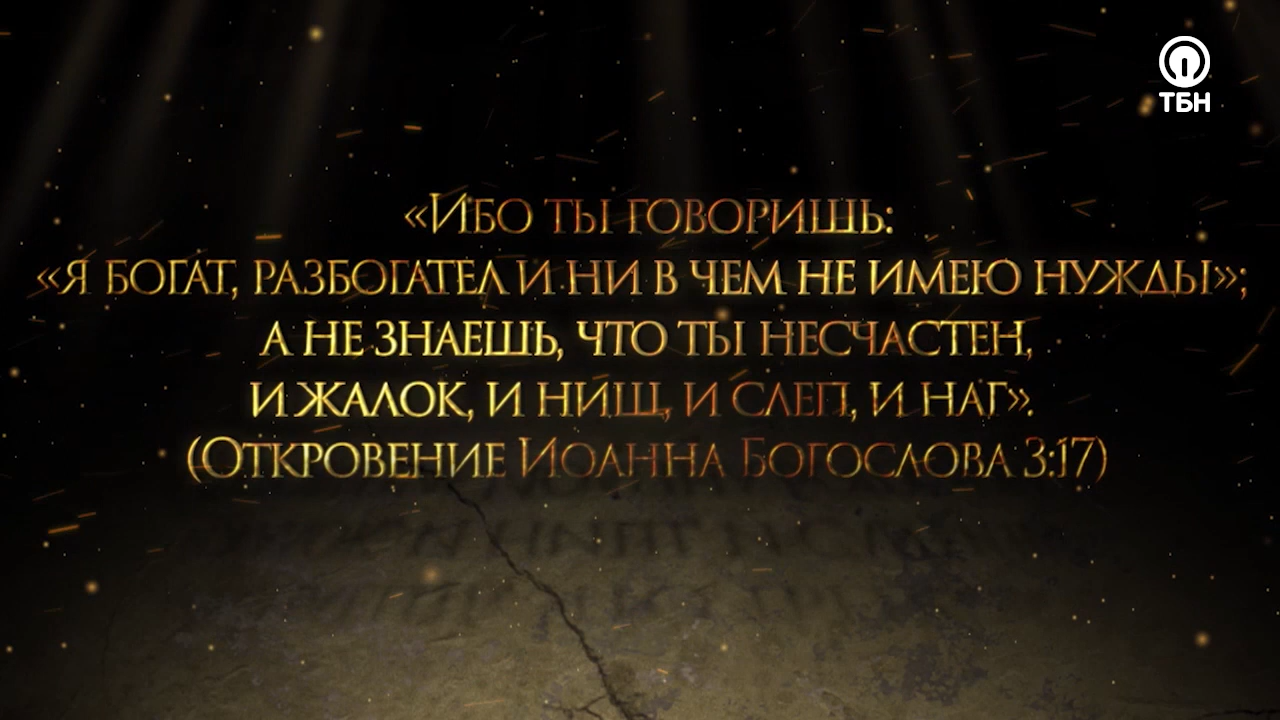 ТБН
«Ибо ты говоришь:
«я богат, разбогател и ни в чем не имею нужды»;
а не знаешь, что ты несчастен,
и жалок, и нищ, и слеп, и наг».
(Откровение Иоанна Богослова 3:17)